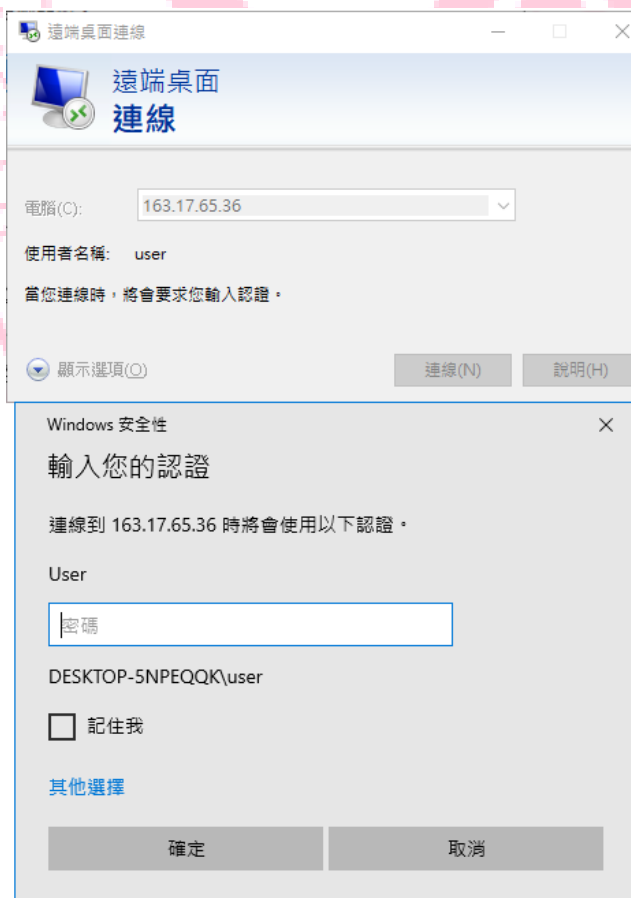 遠端桌面連線
遠端桌面
連線
電腦(C):
163.17.65.36
使用者名稱: user
當您連線時，將會要求您輸入認證。
顯示選項(O)
連線(N)
說明(H)
Windows 安全性
輸入您的認證
連線到 163.17.65.36 時將會使用以下認證。
User
密碼
DESKTOP-5NPEQQK\user
記住我
其他選擇
確定
取消